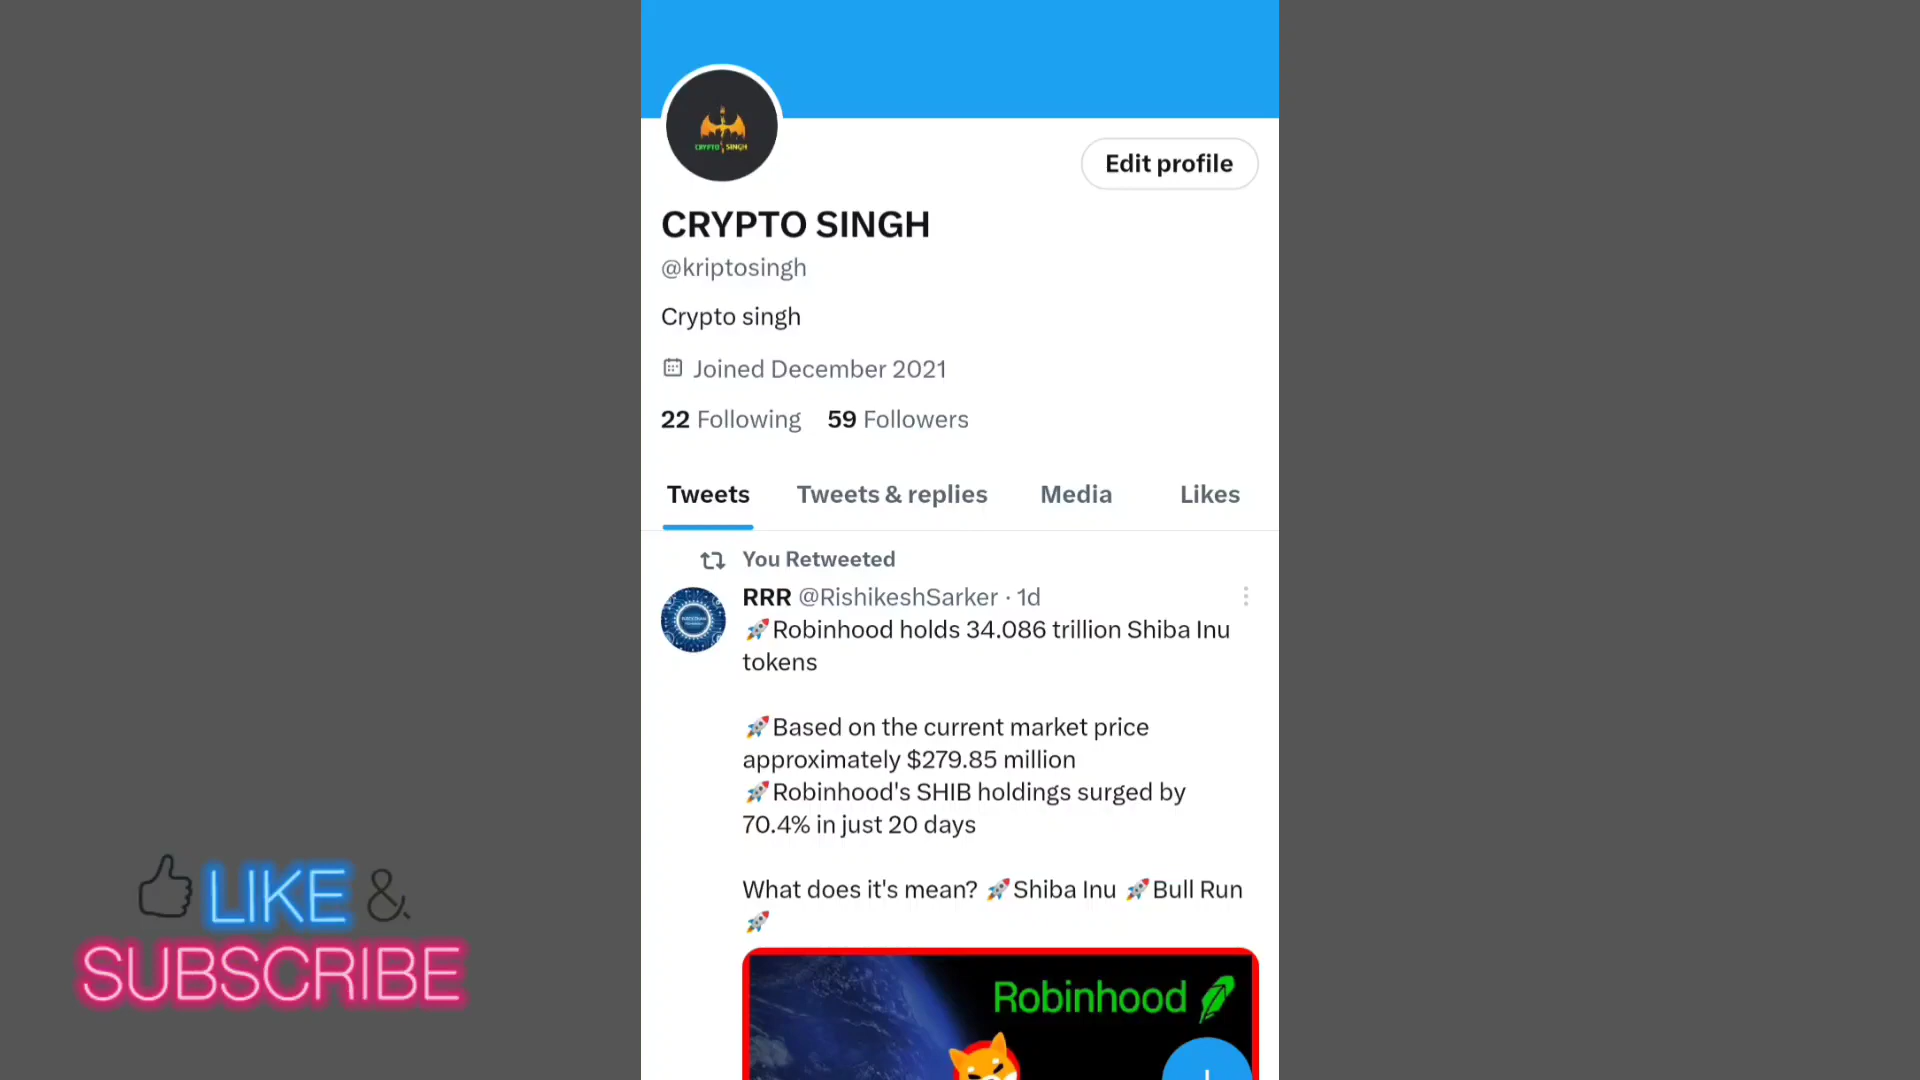 CRYPTO SINGH
Edit profile
CRYPTO SINGH
@kriptosingh
Crypto singh
Joined December 2021
22 Following 59 Followers
Tweets Tweets & replies Media Likes
You Retweeted
RRR @RishikeshSarker · 1d
🚀Robinhood holds 34.086 trillion Shiba Inu
tokens
🚀Based on the current market price
approximately $279.85 million
🚀Robinhood's SHIB holdings surged by
70.4% in just 20 days
What does it's mean? 🚀Shiba Inu 🚀Bull Run
🚀
Robinhood
LIKE &
SUBSCRIBE